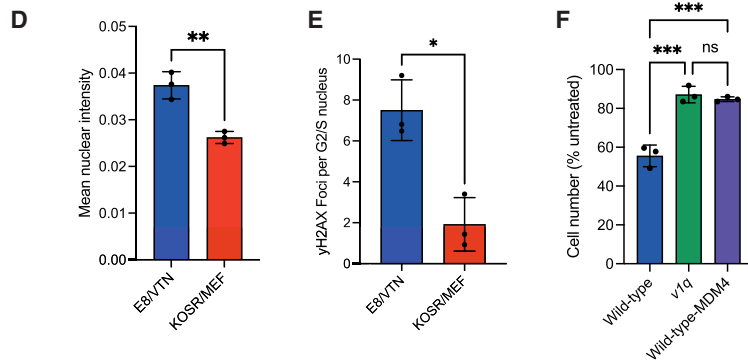 D
Mean nuclear intensity
0.05
0.04
0.03
0.02
0.01
0.00
**
E8/VTN
KOSR/MEF
E
yH2AX Foci per G2/S nucleus
10
8
6
4
2
0
*
E8/VTN
KOSR/MEF
F
Cell number (% untreated)
100
80
60
40
20
0
***
***
ns
Wild-type
v1q
Wild-type-MDM4